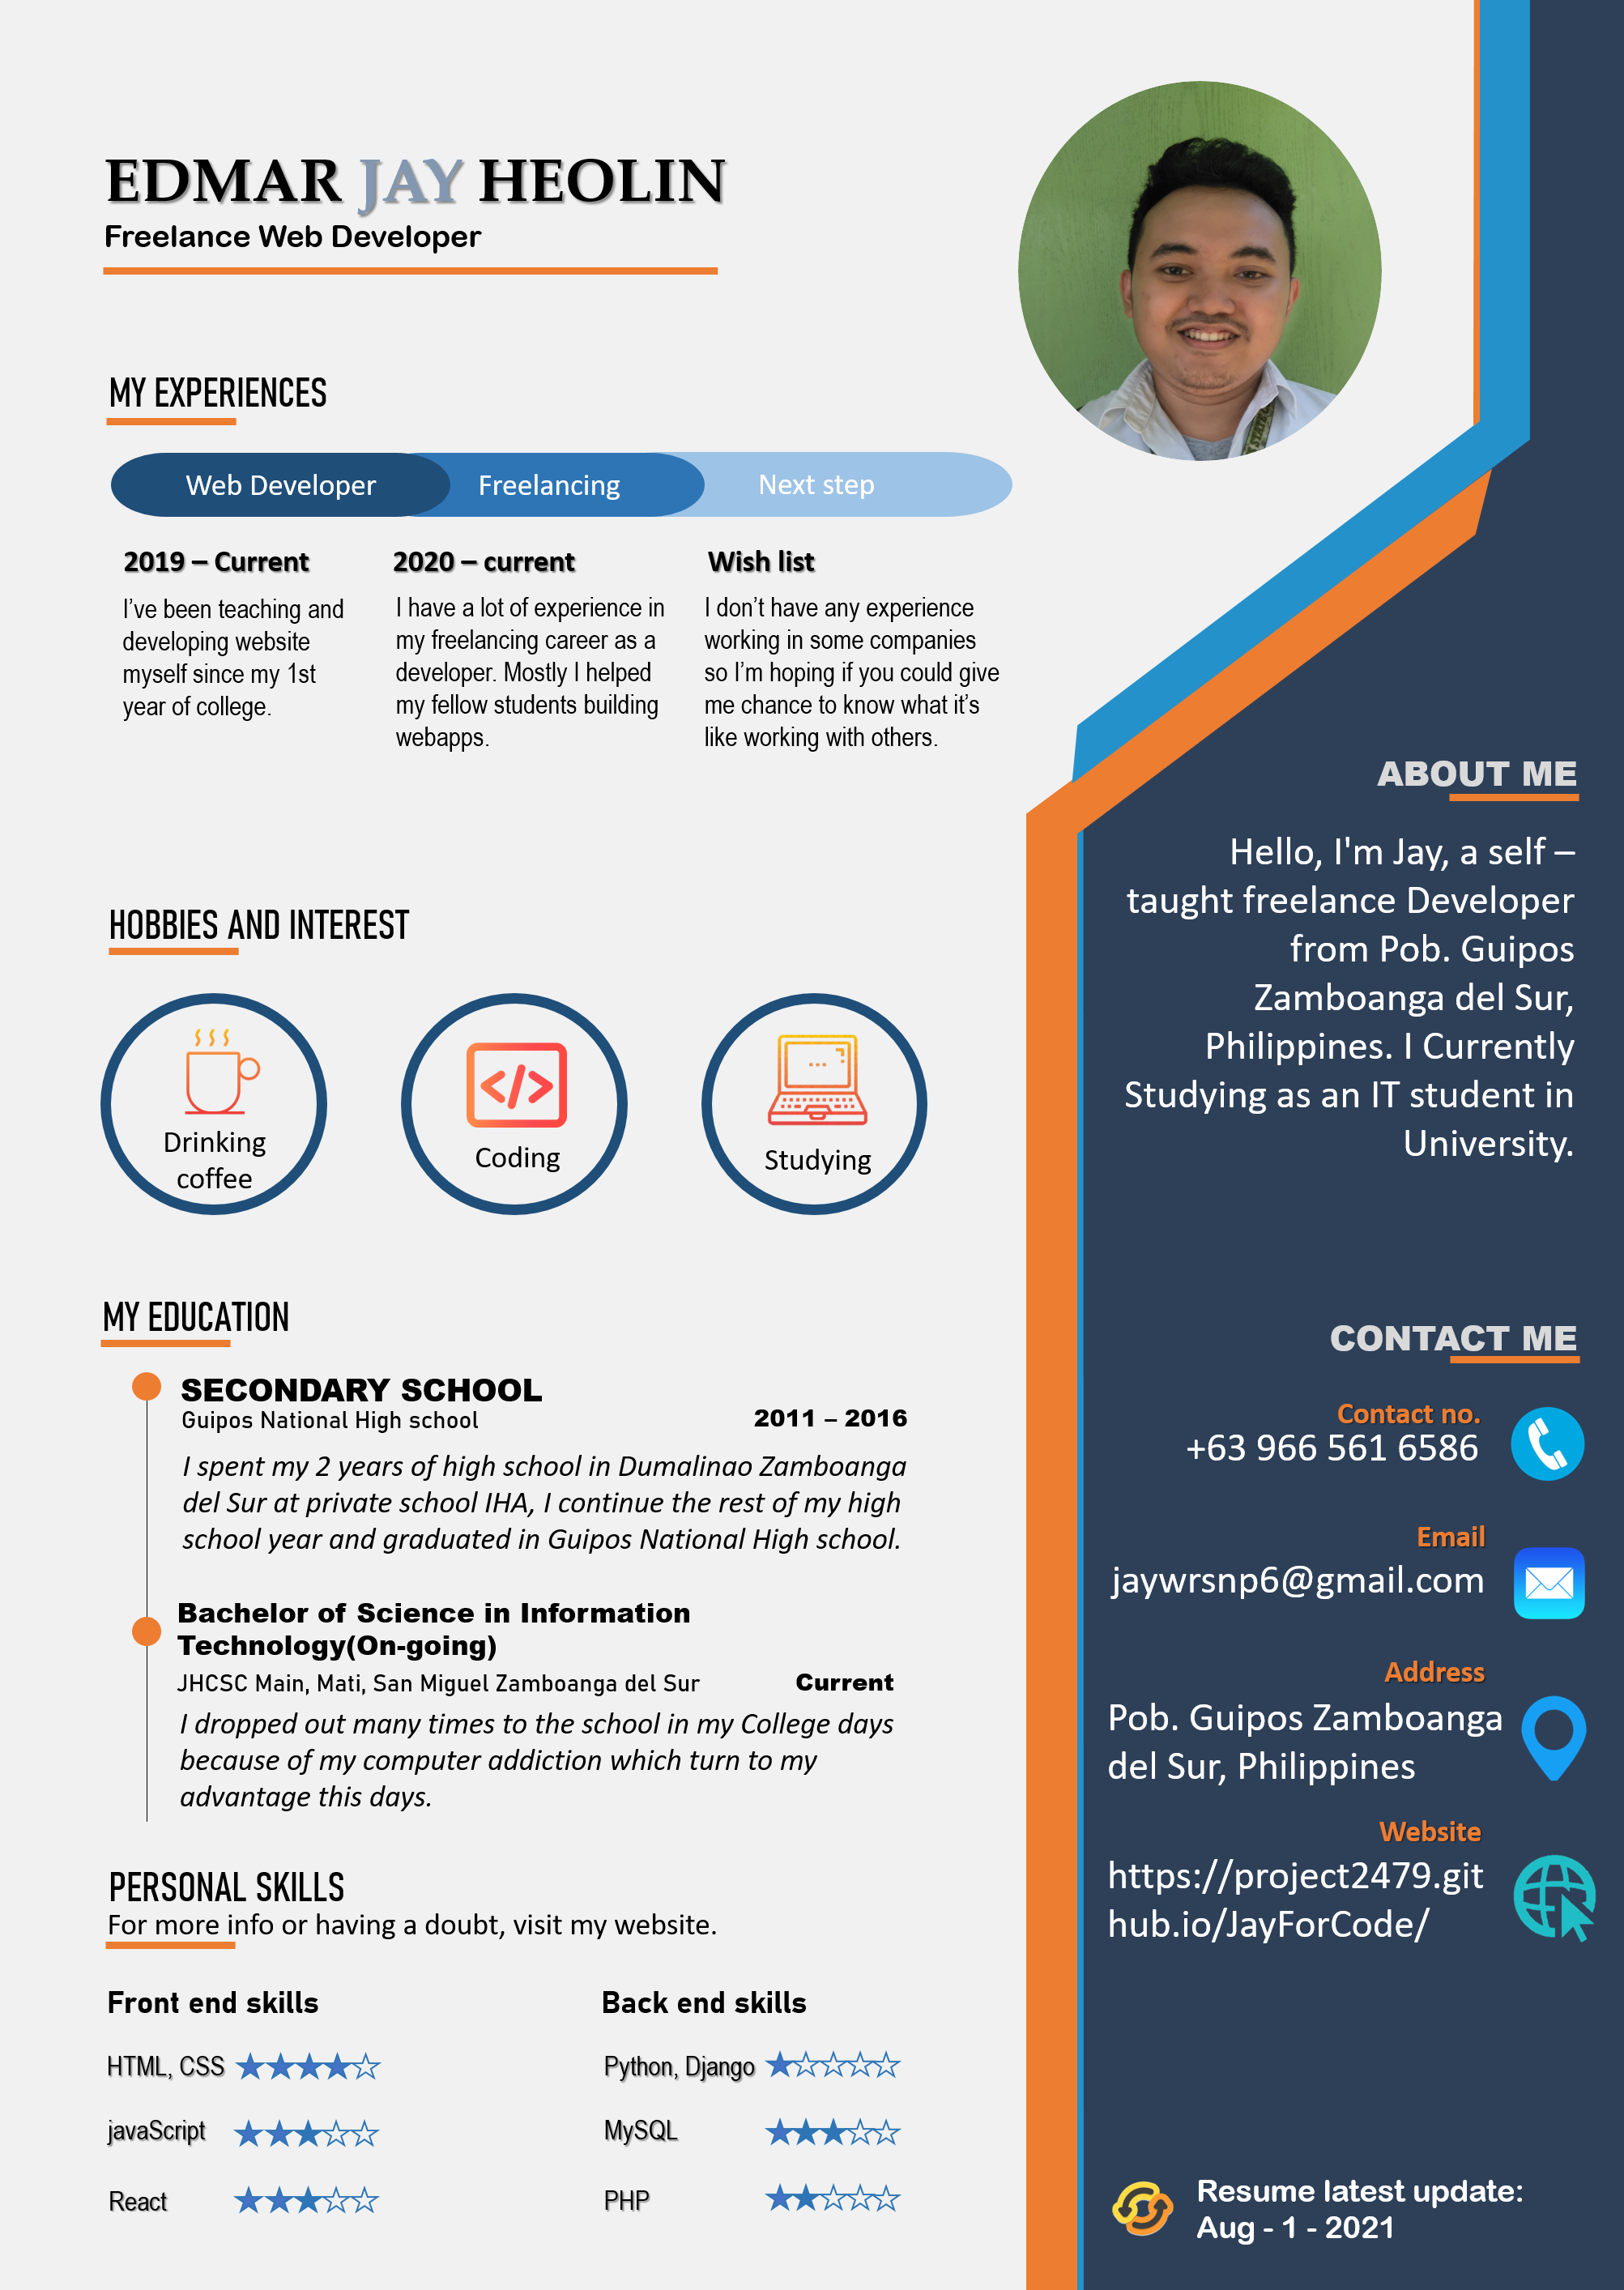 EDMAR JAY HEOLIN
Freelance Web Developer
MY EXPERIENCES
Web Developer
Freelancing
Next step
2019 – Current
I’ve been teaching and
developing website
myself since my 1st
year of college.
2020 – current
I have a lot of experience in
my freelancing career as a
developer. Mostly I helped
my fellow students building
webapps.
Wish list
I don’t have any experience
working in some companies
so I’m hoping if you could give
me chance to know what it’s
like working with others.
HOBBIES AND INTEREST
Drinking
coffee
Coding
Studying
MY EDUCATION
SECONDARY SCHOOL
Guipos National High school
2011 – 2016
I spent my 2 years of high school in Dumalinao Zamboanga
del Sur at private school IHA, I continue the rest of my high
school year and graduated in Guipos National High school.
Bachelor of Science in Information
Technology(On-going)
JHCSC Main, Mati, San Miguel Zamboanga del Sur
Current
I dropped out many times to the school in my College days
because of my computer addiction which turn to my
advantage this days.
PERSONAL SKILLS
For more info or having a doubt, visit my website.
Front end skills
HTML, CSS
javaScript
React
Back end skills
Python, Django
MySQL
PHP
ABOUT ME
Hello, I'm Jay, a self –
taught freelance Developer
from Pob. Guipos
Zamboanga del Sur,
Philippines. I Currently
Studying as an IT student in
University.
CONTACT ME
Contact no.
+63 966 561 6586
Email
jaywrsnp6@gmail.com
Address
Pob. Guipos Zamboanga
del Sur, Philippines
Website
https://project2479.git
hub.io/JayForCode/
Resume latest update:
Aug - 1 - 2021